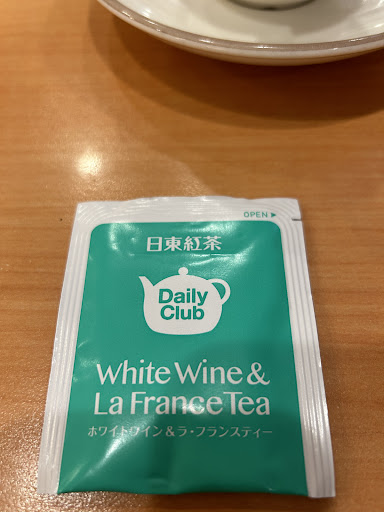 OPEN ▶
日東紅茶
Daily
Club
White Wine &
La France Tea
ホワイトワイン&ラ・フランスティー